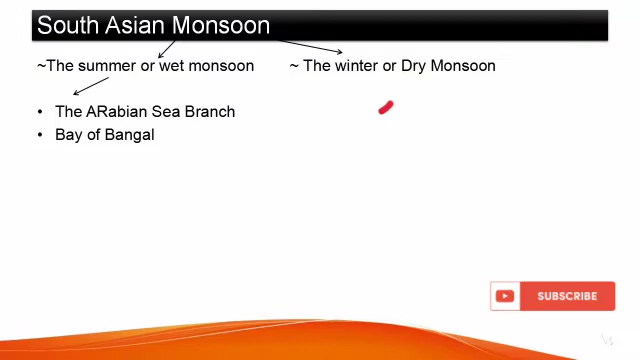 South Asian Monsoon
~The summer or wet monsoon ~ The winter or Dry Monsoon
• The ARabian Sea Branch
• Bay of Bangal
SUBSCRIBE